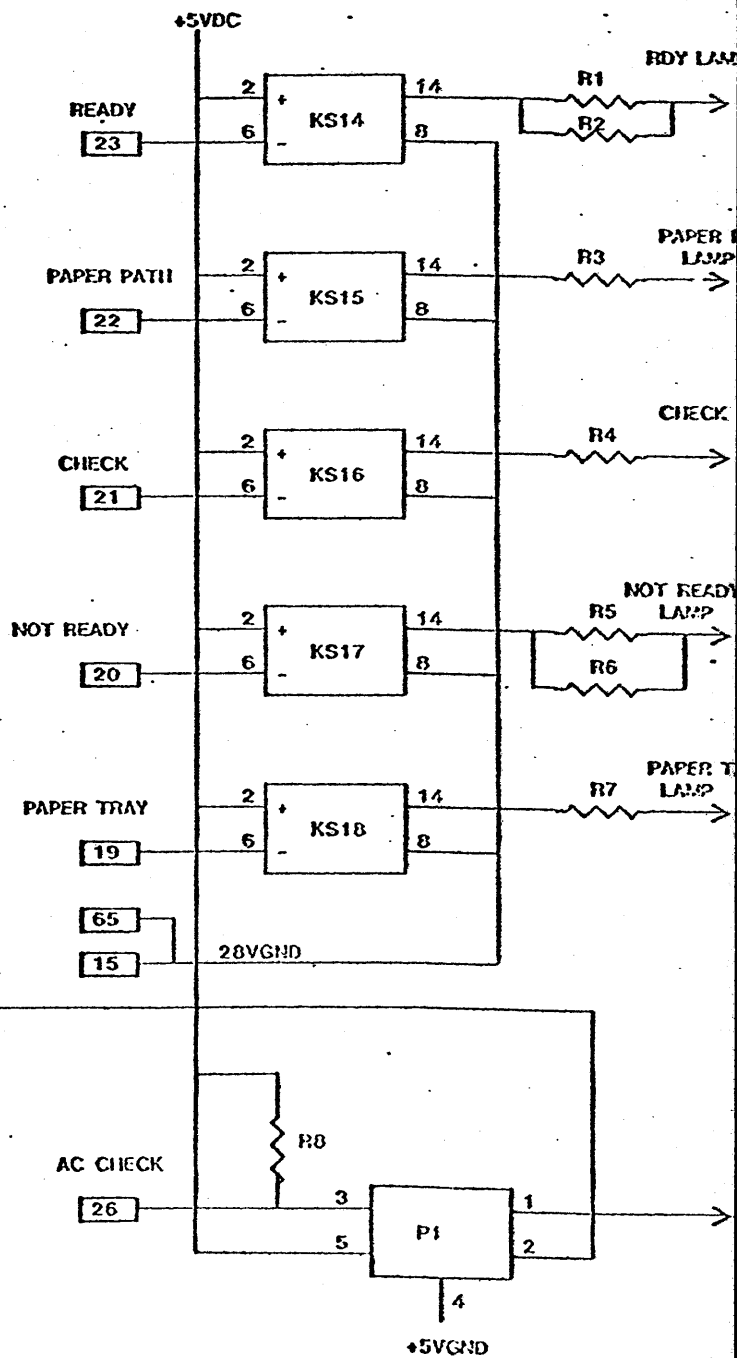 +5VDC
RDY LAM
READY
23
2
+
6
-
KS14
14
8
R1
R2
PAPER PATH
22
2
+
6
-
KS15
14
8
R3
PAPER
LAMP
CHECK
21
2
+
6
-
KS16
14
8
R4
CHECK
NOT READY
20
2
+
6
-
KS17
14
8
R5
R6
NOT READY
LAMP
PAPER TRAY
19
2
+
6
-
KS18
14
8
R7
PAPER T
LAMP
65
15
28VGND
R8
AC CHECK
26
3
5
P1
1
2
4
+5VGND